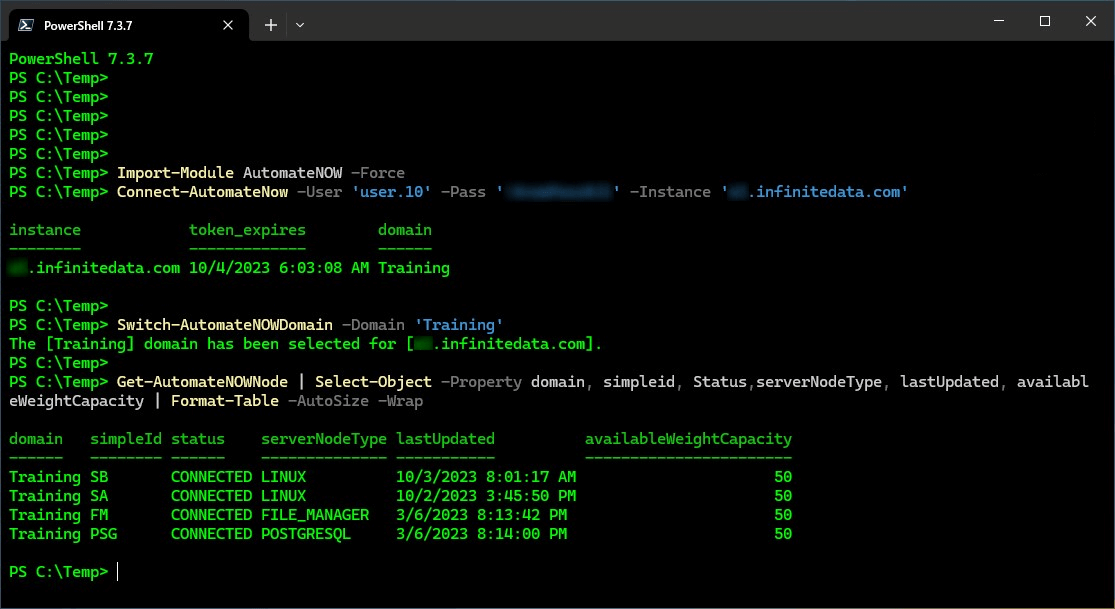 PowerShell 7.3.7
PowerShell 7.3.7
PS C:\Temp>
PS C:\Temp>
PS C:\Temp>
PS C:\Temp>
PS C:\Temp>
PS C:\Temp> Import-Module AutomateNOW -Force
PS C:\Temp> Connect-AutomateNow -User 'user.10' -Pass '' -Instance '.infinitedata.com'
instance token_expires domain
-------- ------------- ------
.infinitedata.com 10/4/2023 6:03:08 AM Training
PS C:\Temp>
PS C:\Temp> Switch-AutomateNOWDomain -Domain 'Training'
The [Training] domain has been selected for [.infinitedata.com].
PS C:\Temp>
PS C:\Temp> Get-AutomateNOWNode | Select-Object -Property domain, simpleid, Status,serverNodeType, lastUpdated, availabl
eWeightCapacity | Format-Table -AutoSize -Wrap
domain simpleId status serverNodeType lastUpdated availableWeightCapacity
------ -------- ------ -------------- ----------- -----------------------
Training SB CONNECTED LINUX 10/3/2023 8:01:17 AM 50
Training SA CONNECTED LINUX 10/2/2023 3:45:50 PM 50
Training FM CONNECTED FILE_MANAGER 3/6/2023 8:13:42 PM 50
Training PSG CONNECTED POSTGRESQL 3/6/2023 8:14:00 PM 50
PS C:\Temp>